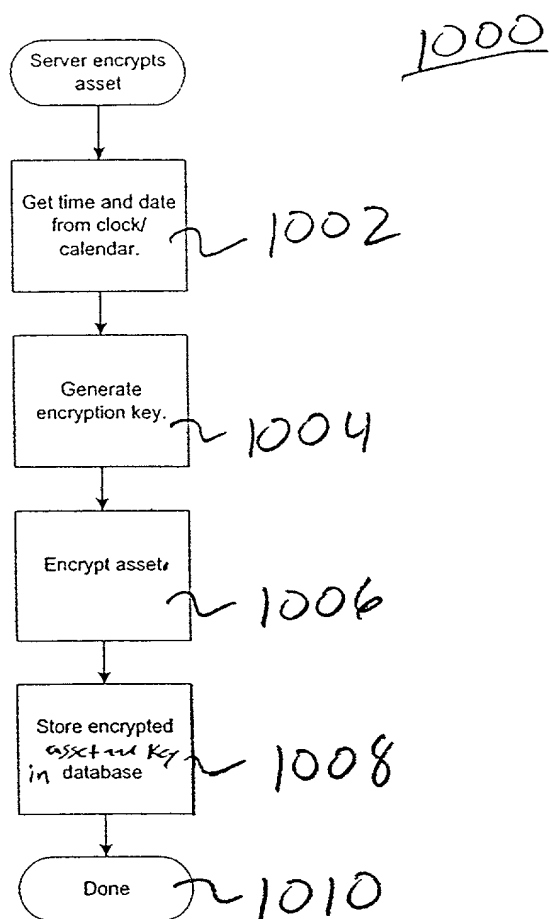 1000
Server encrypts
asset
Get time and date
from clock/
calendar.
1002
Generate
encryption key.
1004
Encrypt asset.
1006
Store encrypted
asset and key
in database
1008
Done
1010